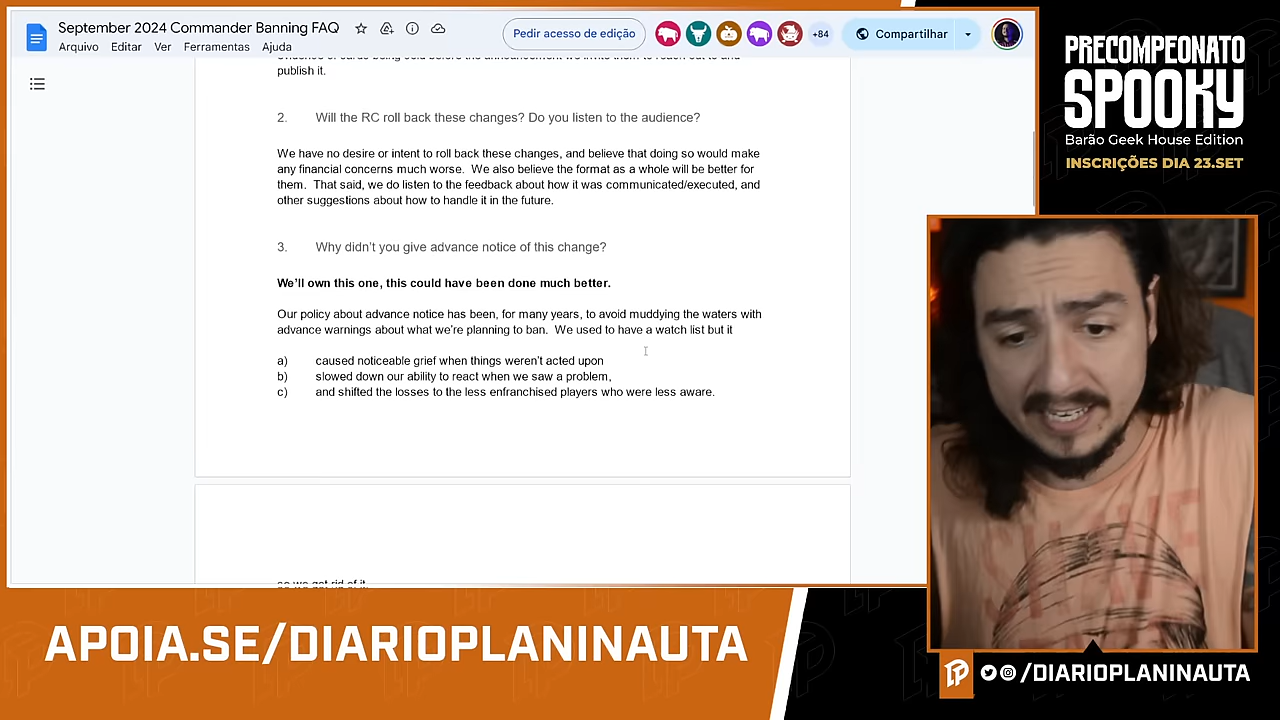 September 2024 Commander Banning FAQ
Arquivo Editar Ver Ferramentas Ajuda
Pedir acesso de edição
+84
Compartilhar
publish it.
2. Will the RC roll back these changes? Do you listen to the audience?
We have no desire or intent to roll back these changes, and believe that doing so would make
any financial concerns much worse. We also believe the format as a whole will be better for
them. That said, we do listen to the feedback about how it was communicated/executed, and
other suggestions about how to handle it in the future.
3. Why didn't you give advance notice of this change?
We'll own this one, this could have been done much better.
Our policy about advance notice has been, for many years, to avoid muddying the waters with
advance warnings about what we're planning to ban. We used to have a watch list but it
a) caused noticeable grief when things weren't acted upon
b) slowed down our ability to react when we saw a problem,
c) and shifted the losses to the less enfranchised players who were less aware.
PRECOMPEONATO
SPOOKY
Barão Geek House Edition
INSCRIÇÕES DIA 23.SET
APOIA.SE/DIARIOPLANINAUTA
/DIARIOPLANINAUTA